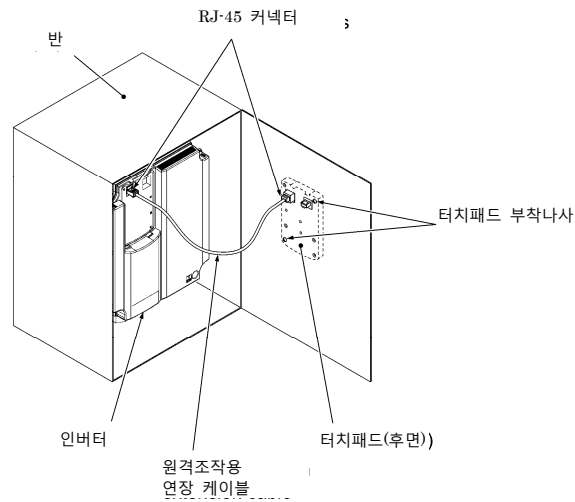 RJ-45 커넥터
s
반
터치패드 부착나사
인버터
터치패드(후면))
원격조작용
연장 케이블